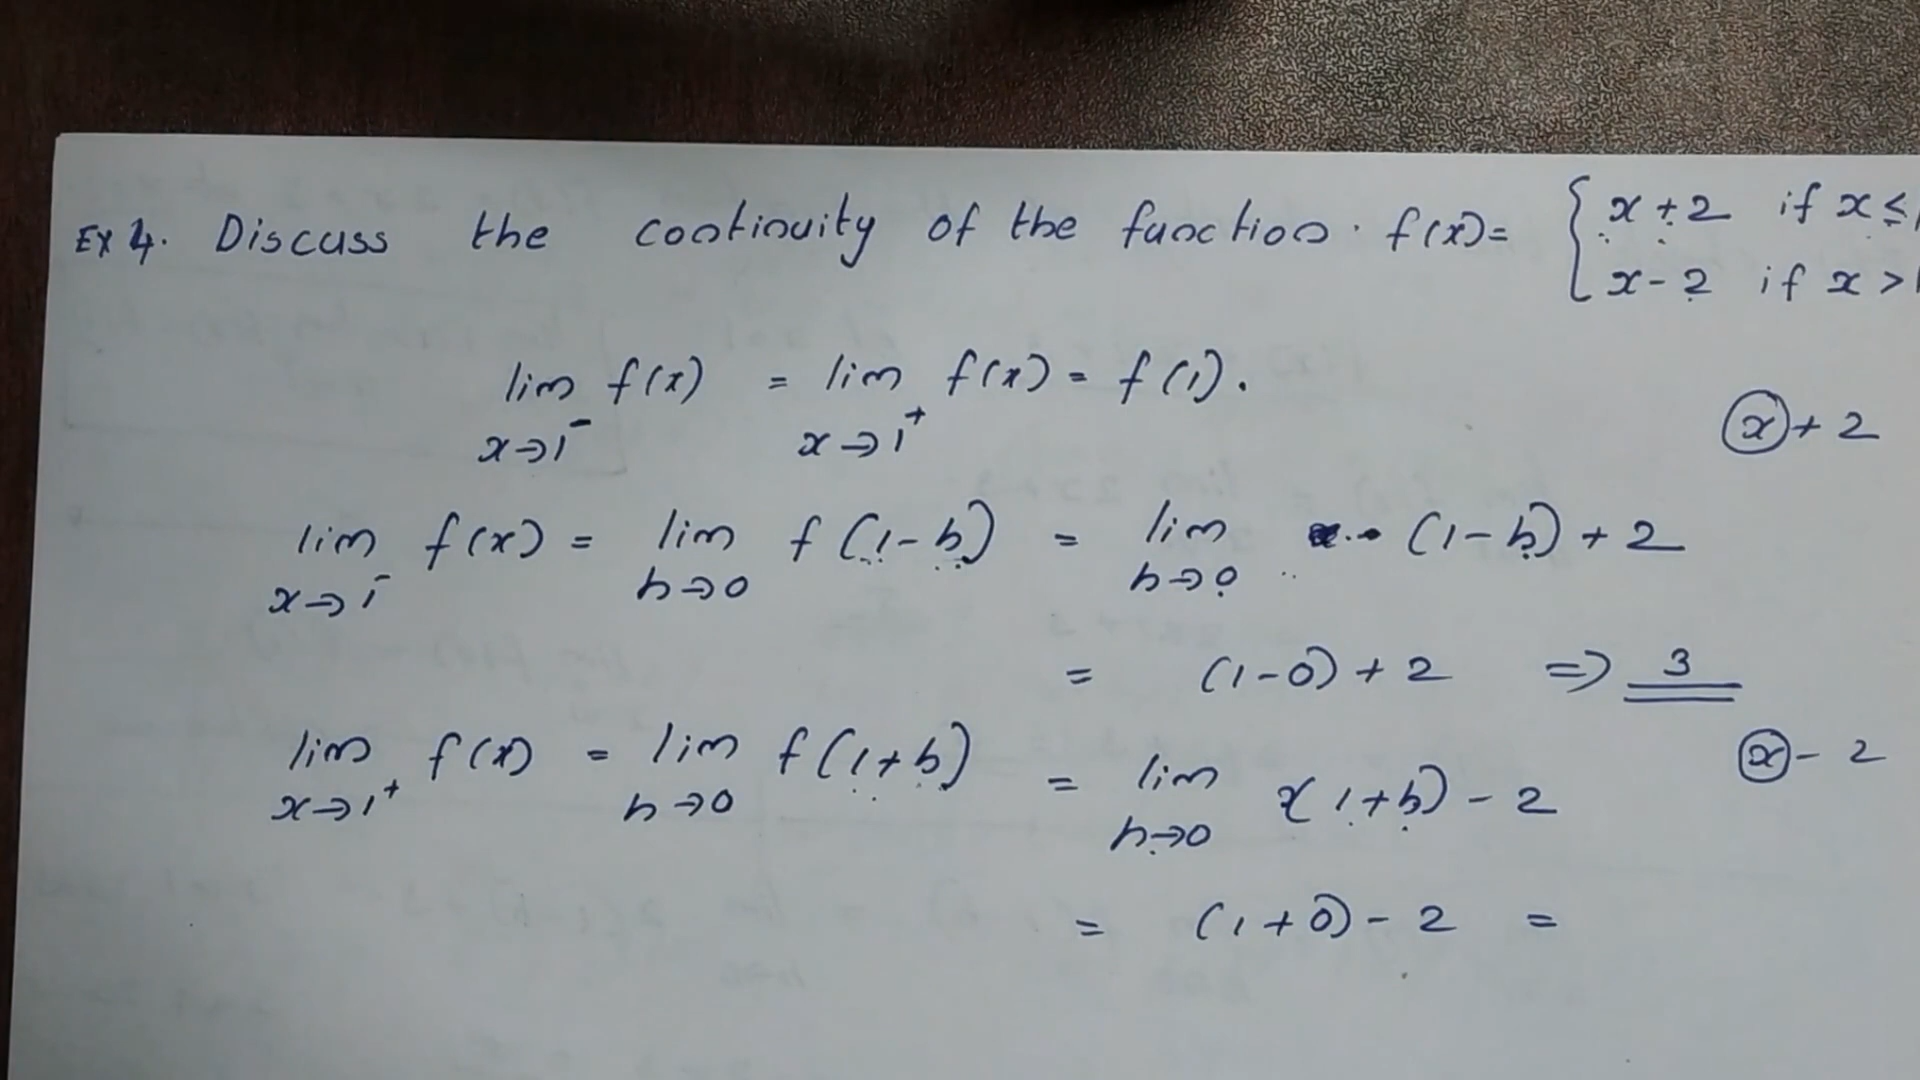 Ex 4. Discuss the continuity of the function. f(x) = { x + 2 if x ≤ 1
x - 2 if x > 1
lim f(x) = lim f(x) = f(1).
x→1⁻ x→1⁺
(x) + 2
lim f(x) = lim f(1-h) = lim (1-h) + 2
x→1⁻ h→0 h→0
= (1-0) + 2 ⇒ 3
lim f(x) = lim f(1+h) = lim (1+h) - 2
x→1⁺ h→0 h→0
(x) - 2
= (1+0) - 2 =